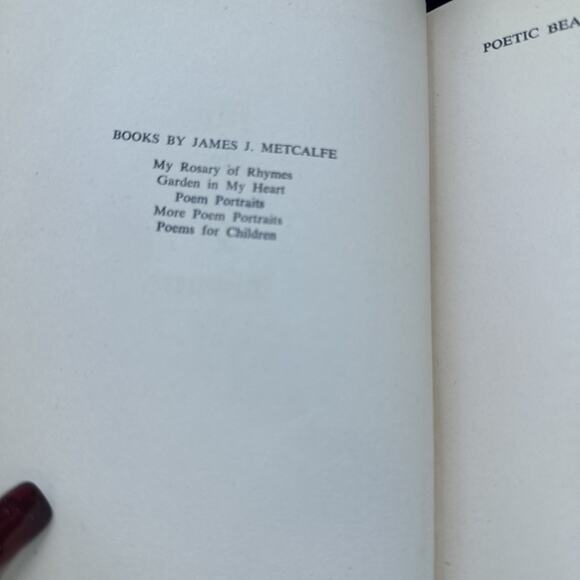 BOOKS BY JAMES J. METCALFE
My Rosary of Rhymes
Garden in My Heart
Poem Portraits
More Poem Portraits
Poems for Children
POETIC BEA